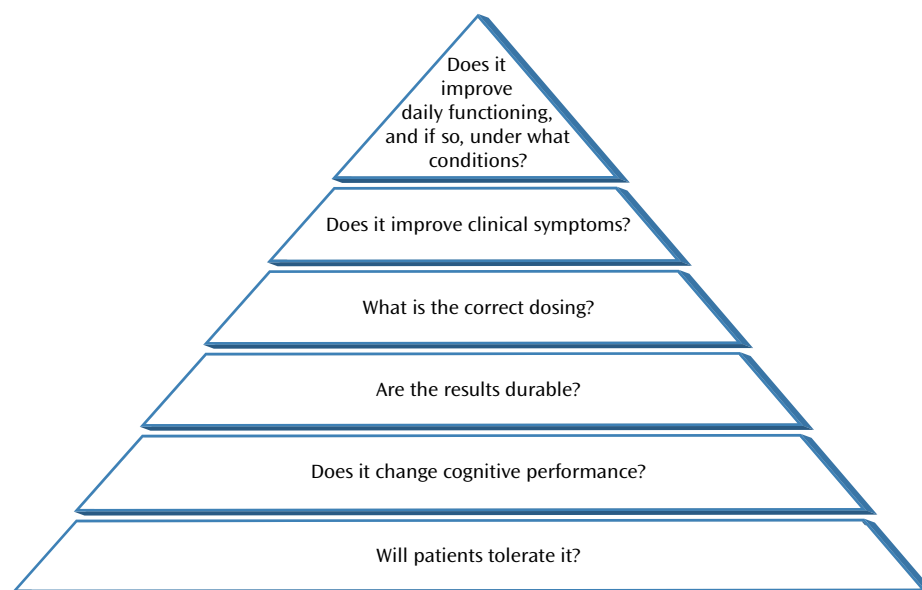 Does it
improve
daily functioning,
and if so, under what
conditions?
Does it improve clinical symptoms?
What is the correct dosing?
Are the results durable?
Does it change cognitive performance?
Will patients tolerate it?